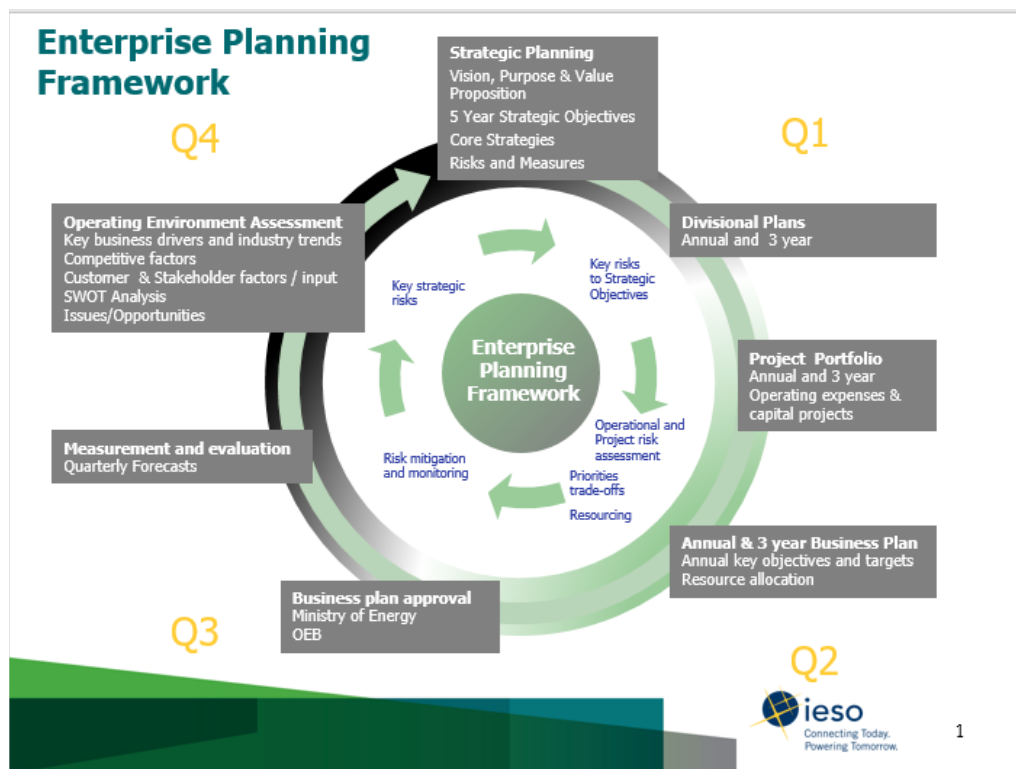 Enterprise Planning
Framework
Strategic Planning
Vision, Purpose & Value
Proposition
5 Year Strategic Objectives
Core Strategies
Risks and Measures
Q4
Q1
Operating Environment Assessment
Key business drivers and industry trends
Competitive factors
Customer & Stakeholder factors / input
SWOT Analysis
Issues/Opportunities
Divisional Plans
Annual and 3 year
Key strategic
risks
Key risks
to Strategic
Objectives
Enterprise
Planning
Framework
Project Portfolio
Annual and 3 year
Operating expenses &
capital projects
Measurement and evaluation
Quarterly Forecasts
Risk mitigation
and monitoring
Operational and
Project risk
assessment
Priorities
trade-offs
Resourcing
Annual & 3 year Business Plan
Annual key objectives and targets
Resource allocation
Business plan approval
Ministry of Energy
OEB
Q3
Q2
ieso
Connecting Today.
Powering Tomorrow.
1